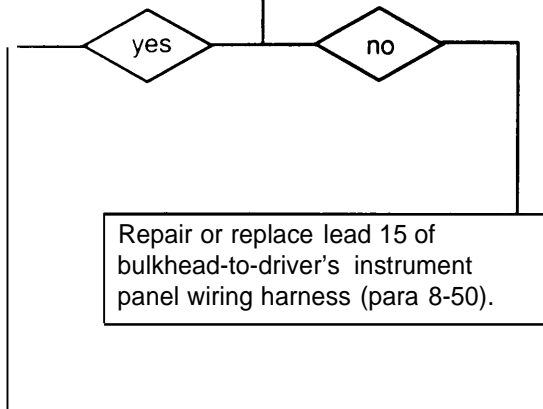 yes
no
Repair or replace lead 15 of
bulkhead-to-driver's instrument
panel wiring harness (para 8-50).